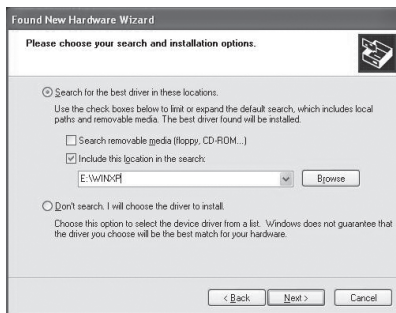 Found New Hardware Wizard
Please choose your search and installation options.
Search for the best driver in these locations.
Use the check boxes below to limit or expand the default search, which includes local
paths and removable media. The best driver found will be installed.
Search removable media (floppy, CD-ROM...)
Include this location in the search:
E:\WINXP
Browse
Don't search. I will choose the driver to install.
Choose this option to select the device driver from a list. Windows does not guarantee that
the driver you choose will be the best match for your hardware.
< Back
Next >
Cancel